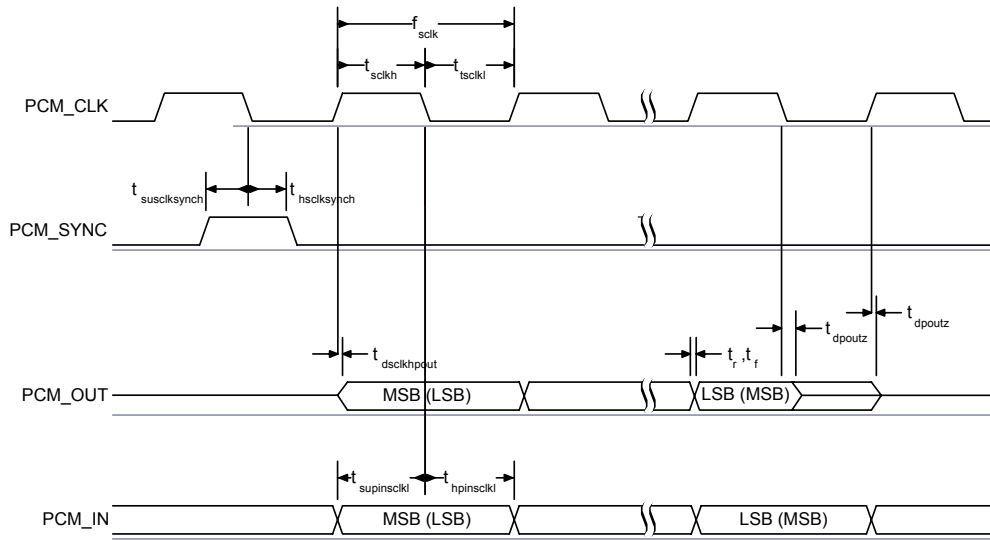 f sclk
t sclkh
t tsclkl
PCM_CLK
t susclksynch
t hsclksynch
PCM_SYNC
t dpoutz
t dpoutz
t dsclkhpout
t r ,t f
PCM_OUT
MSB (LSB)
LSB (MSB)
t supinsclkl
t hpinsclkl
PCM_IN
MSB (LSB)
LSB (MSB)